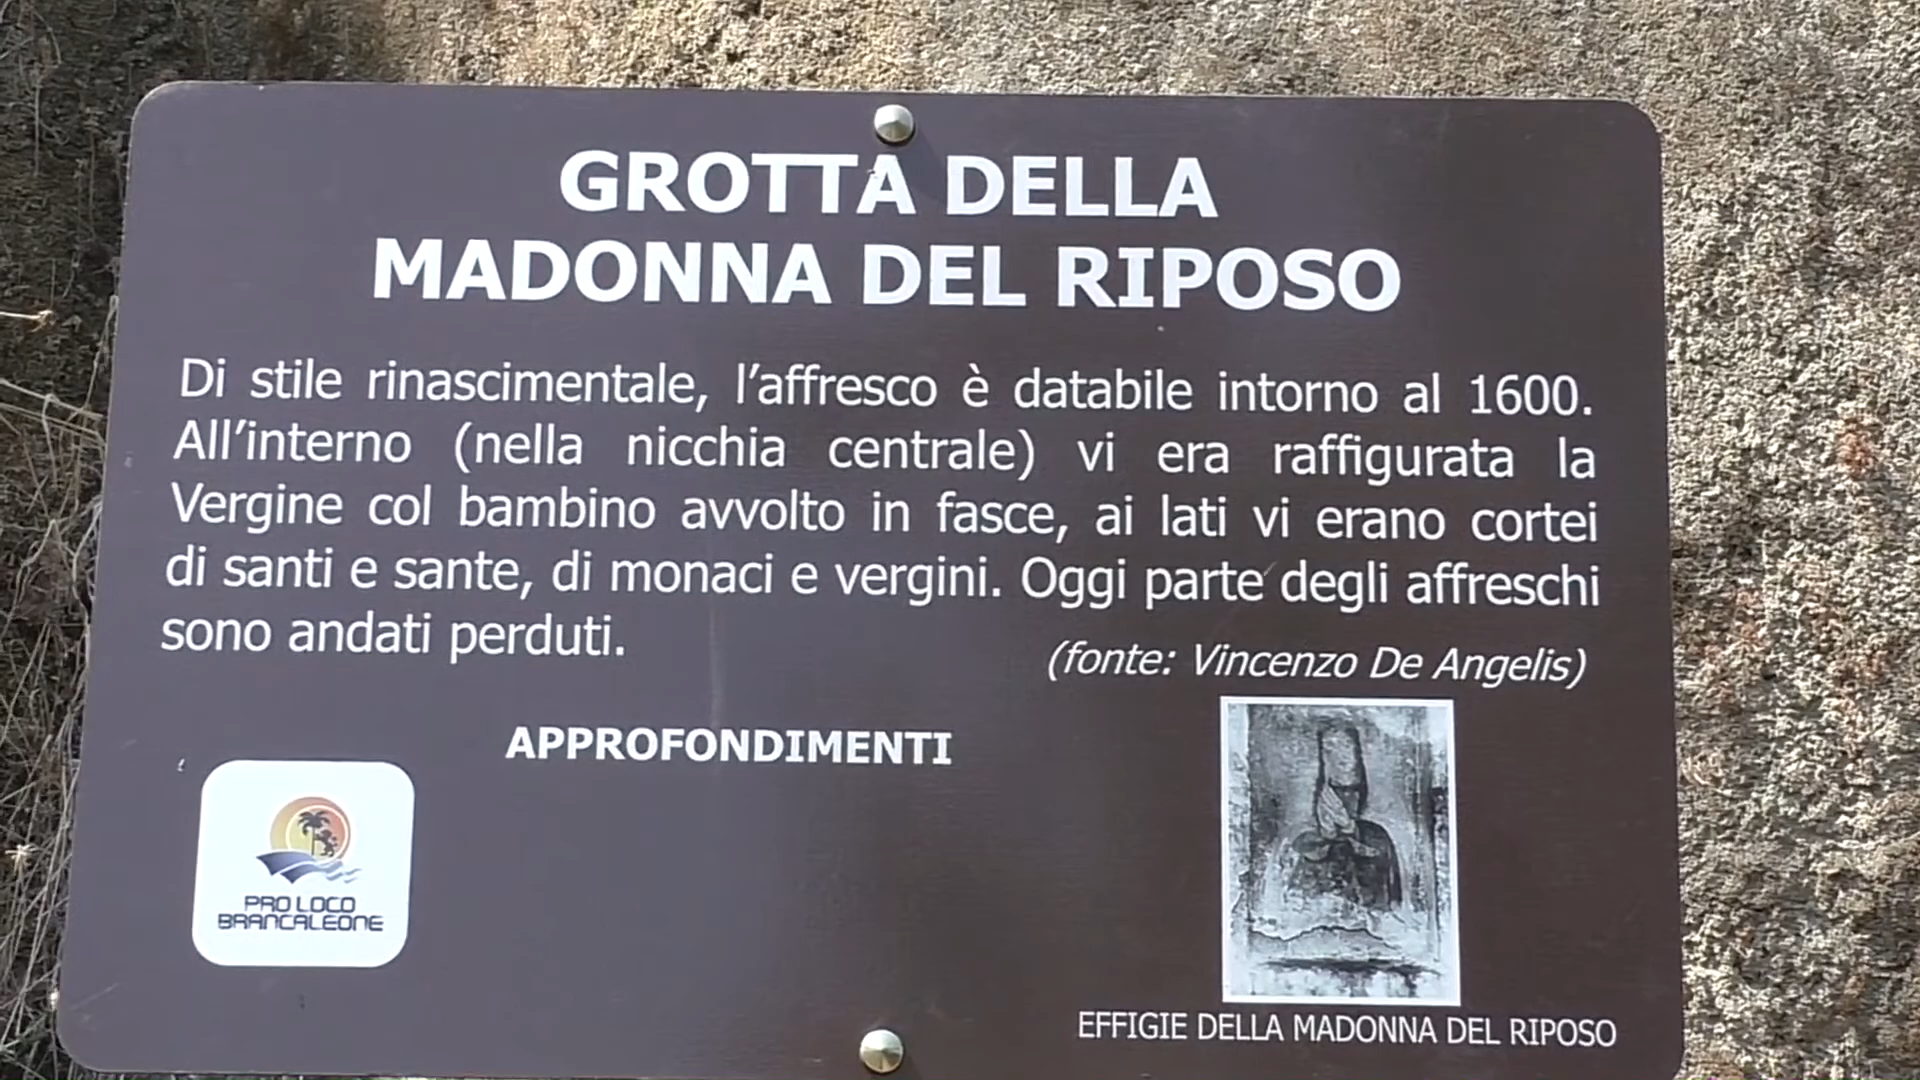 GROTTA DELLA
MADONNA DEL RIPOSO
Di stile rinascimentale, l'affresco è databile intorno al 1600.
All'interno (nella nicchia centrale) vi era raffigurata la
Vergine col bambino avvolto in fasce, ai lati vi erano cortei
di santi e sante, di monaci e vergini. Oggi parte degli affreschi
sono andati perduti.
(fonte: Vincenzo De Angelis)
APPROFONDIMENTI
PRO LOCO
BRANCALEONE
EFFIGIE DELLA MADONNA DEL RIPOSO